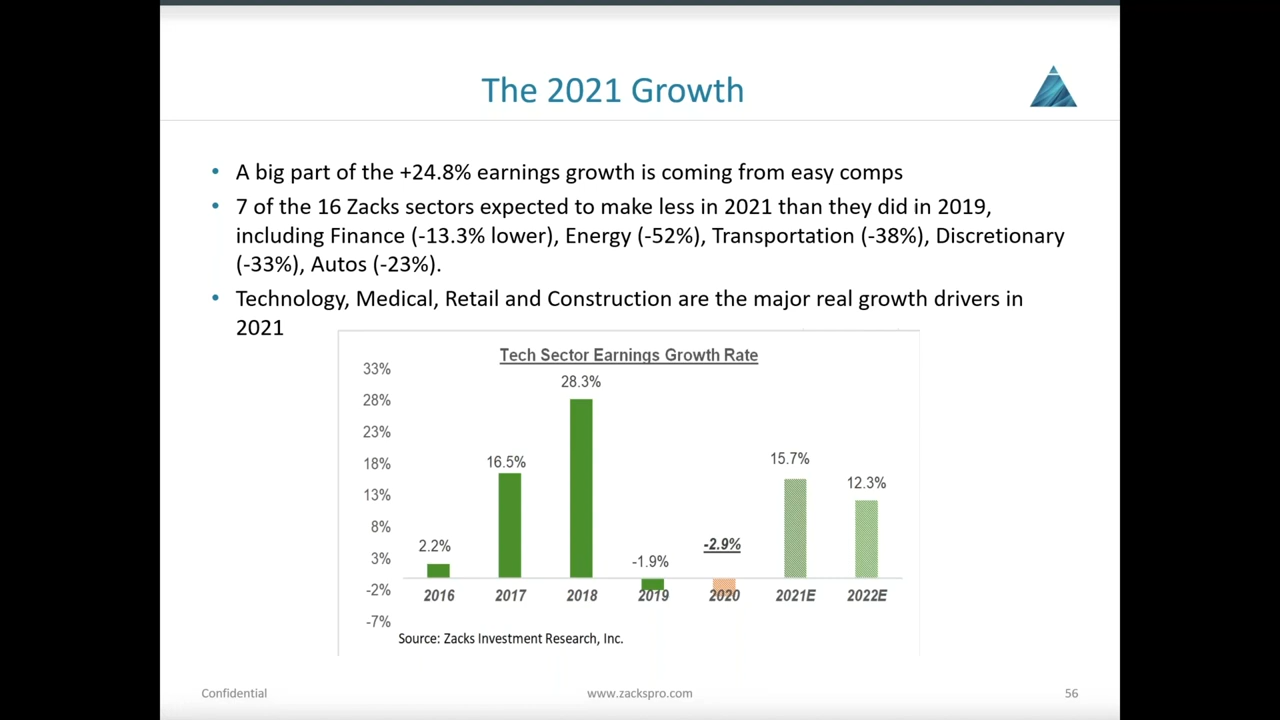 The 2021 Growth
• A big part of the +24.8% earnings growth is coming from easy comps
• 7 of the 16 Zacks sectors expected to make less in 2021 than they did in 2019,
including Finance (-13.3% lower), Energy (-52%), Transportation (-38%), Discretionary
(-33%), Autos (-23%).
• Technology, Medical, Retail and Construction are the major real growth drivers in
2021
Tech Sector Earnings Growth Rate
33%
28%
23%
18%
13%
8%
3%
-2%
-7%
2.2%
16.5%
28.3%
-1.9%
-2.9%
15.7%
12.3%
2016 2017 2018 2019 2020 2021E 2022E
Source: Zacks Investment Research, Inc.
Confidential www.zackspro.com 56